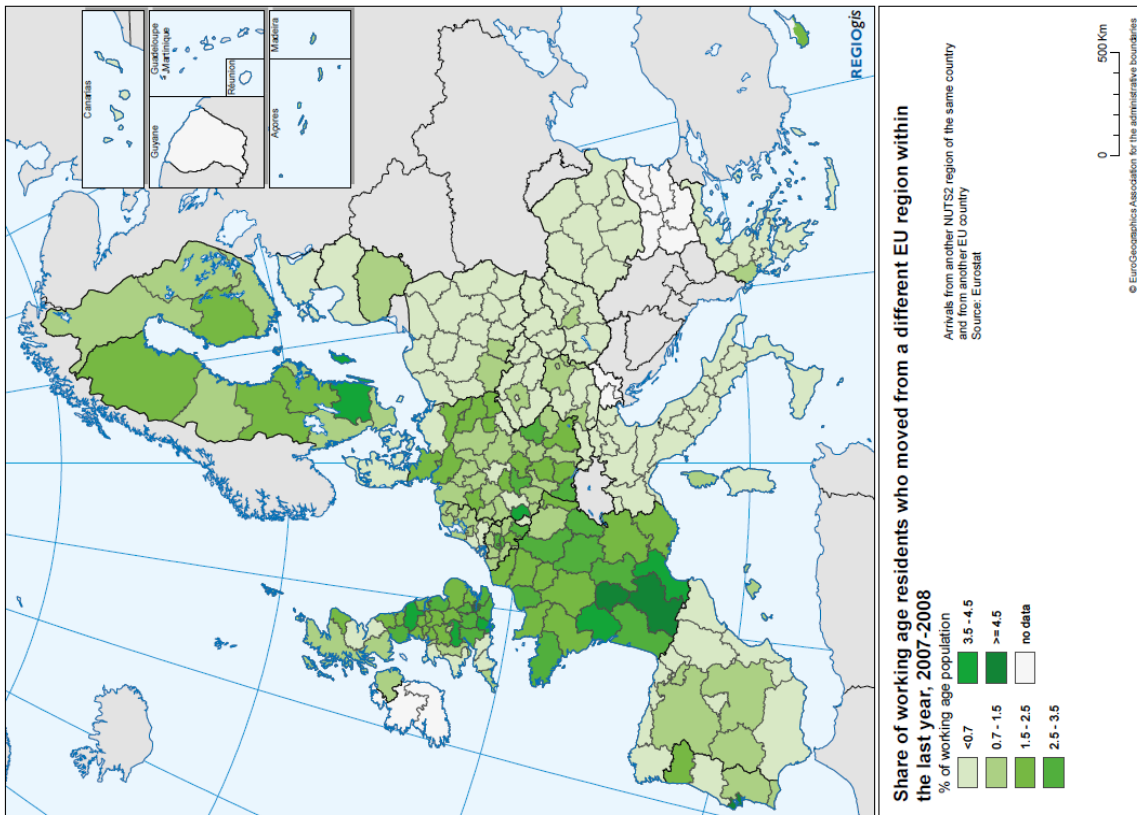 Canarias
Guyane
Guadeloupe
Martinique
Réunion
Açores
Madeira
REGIOgis
Share of working age residents who moved from a different EU region within
the last year, 2007-2008
% of working age population
<0.7
0.7 - 1.5
1.5 - 2.5
2.5 - 3.5
3.5 - 4.5
>= 4.5
no data
Arrivals from another NUTS2 region of the same country
and from another EU country
Source: Eurostat
0 500 Km
© EuroGeographics Association for the administrative boundaries